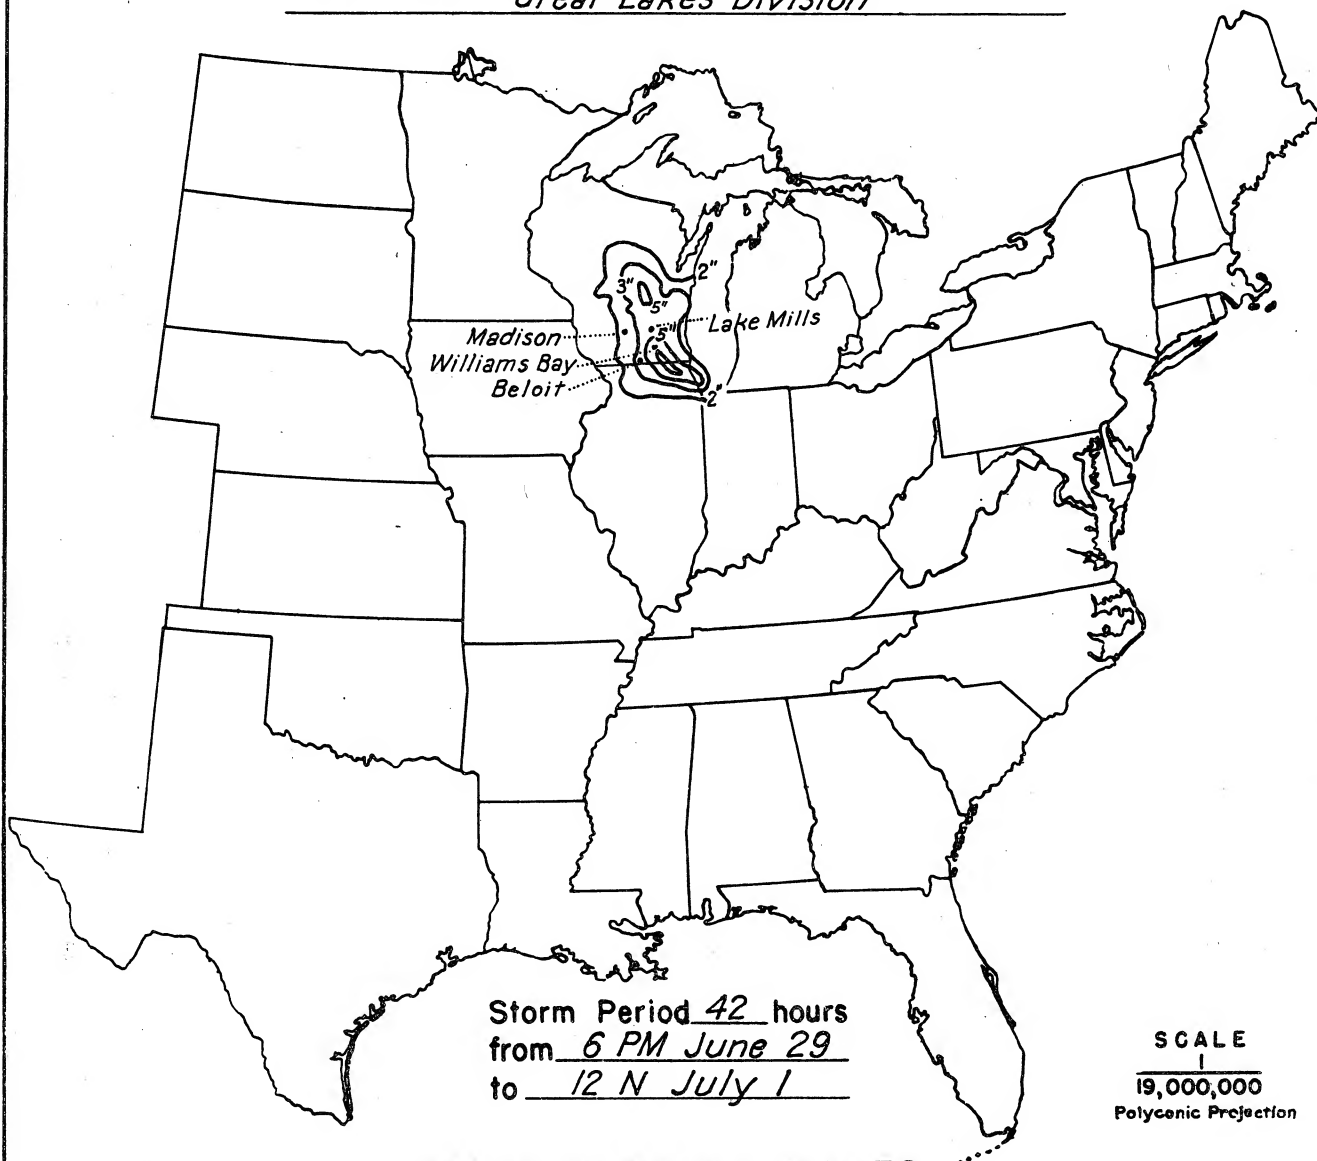 Great Lakes Division
2"
3"
5"
Lake Mills
5"
Madison
Williams Bay
Beloit
2"
Storm Period 42 hours
from 6 PM June 29
to 12 N July 1
SCALE
1
19,000,000
Polyconic Projection